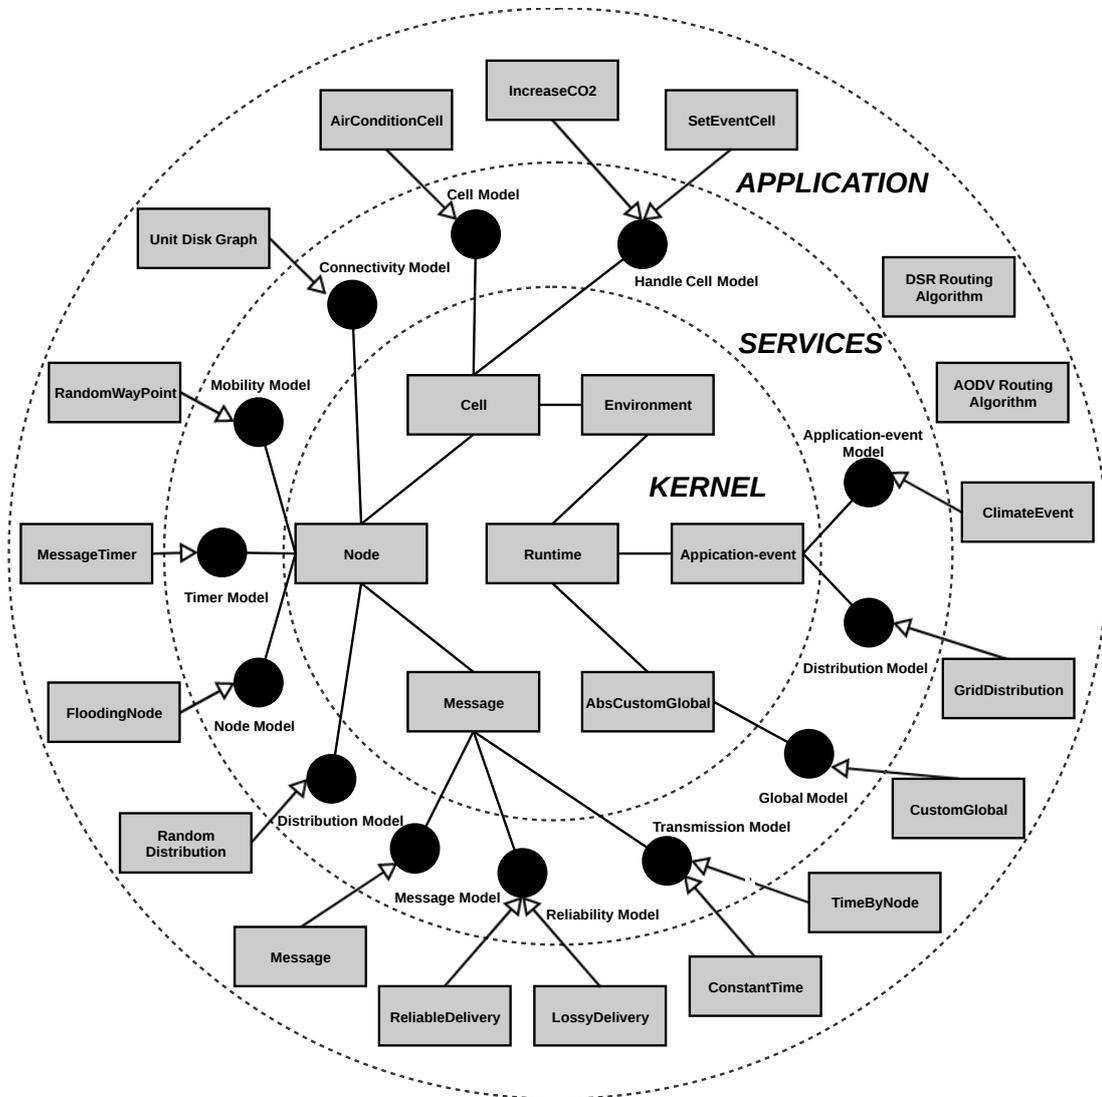 IncreaseCO2
AirConditionCell
SetEventCell
APPLICATION
Cell Model
Unit Disk Graph
Connectivity Model
Handle Cell Model
DSR Routing
Algorithm
SERVICES
RandomWayPoint
Mobility Model
Cell
Environment
AODV Routing
Algorithm
Application-event
Model
KERNEL
ClimateEvent
MessageTimer
Node
Runtime
Appication-event
Timer Model
Distribution Model
GridDistribution
FloodingNode
Node Model
Message
AbsCustomGlobal
Global Model
CustomGlobal
Random
Distribution
Distribution Model
Transmission Model
Message Model
Reliability Model
TimeByNode
Message
ConstantTime
ReliableDelivery
LossyDelivery